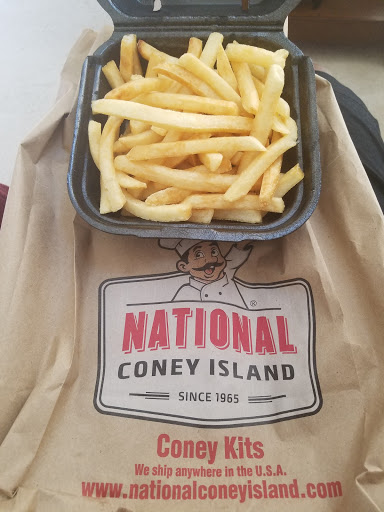 NATIONAL
®
CONEY ISLAND
SINCE 1965
Coney Kits
We ship anywhere in the U.S.A.
www.nationalconeyisland.com